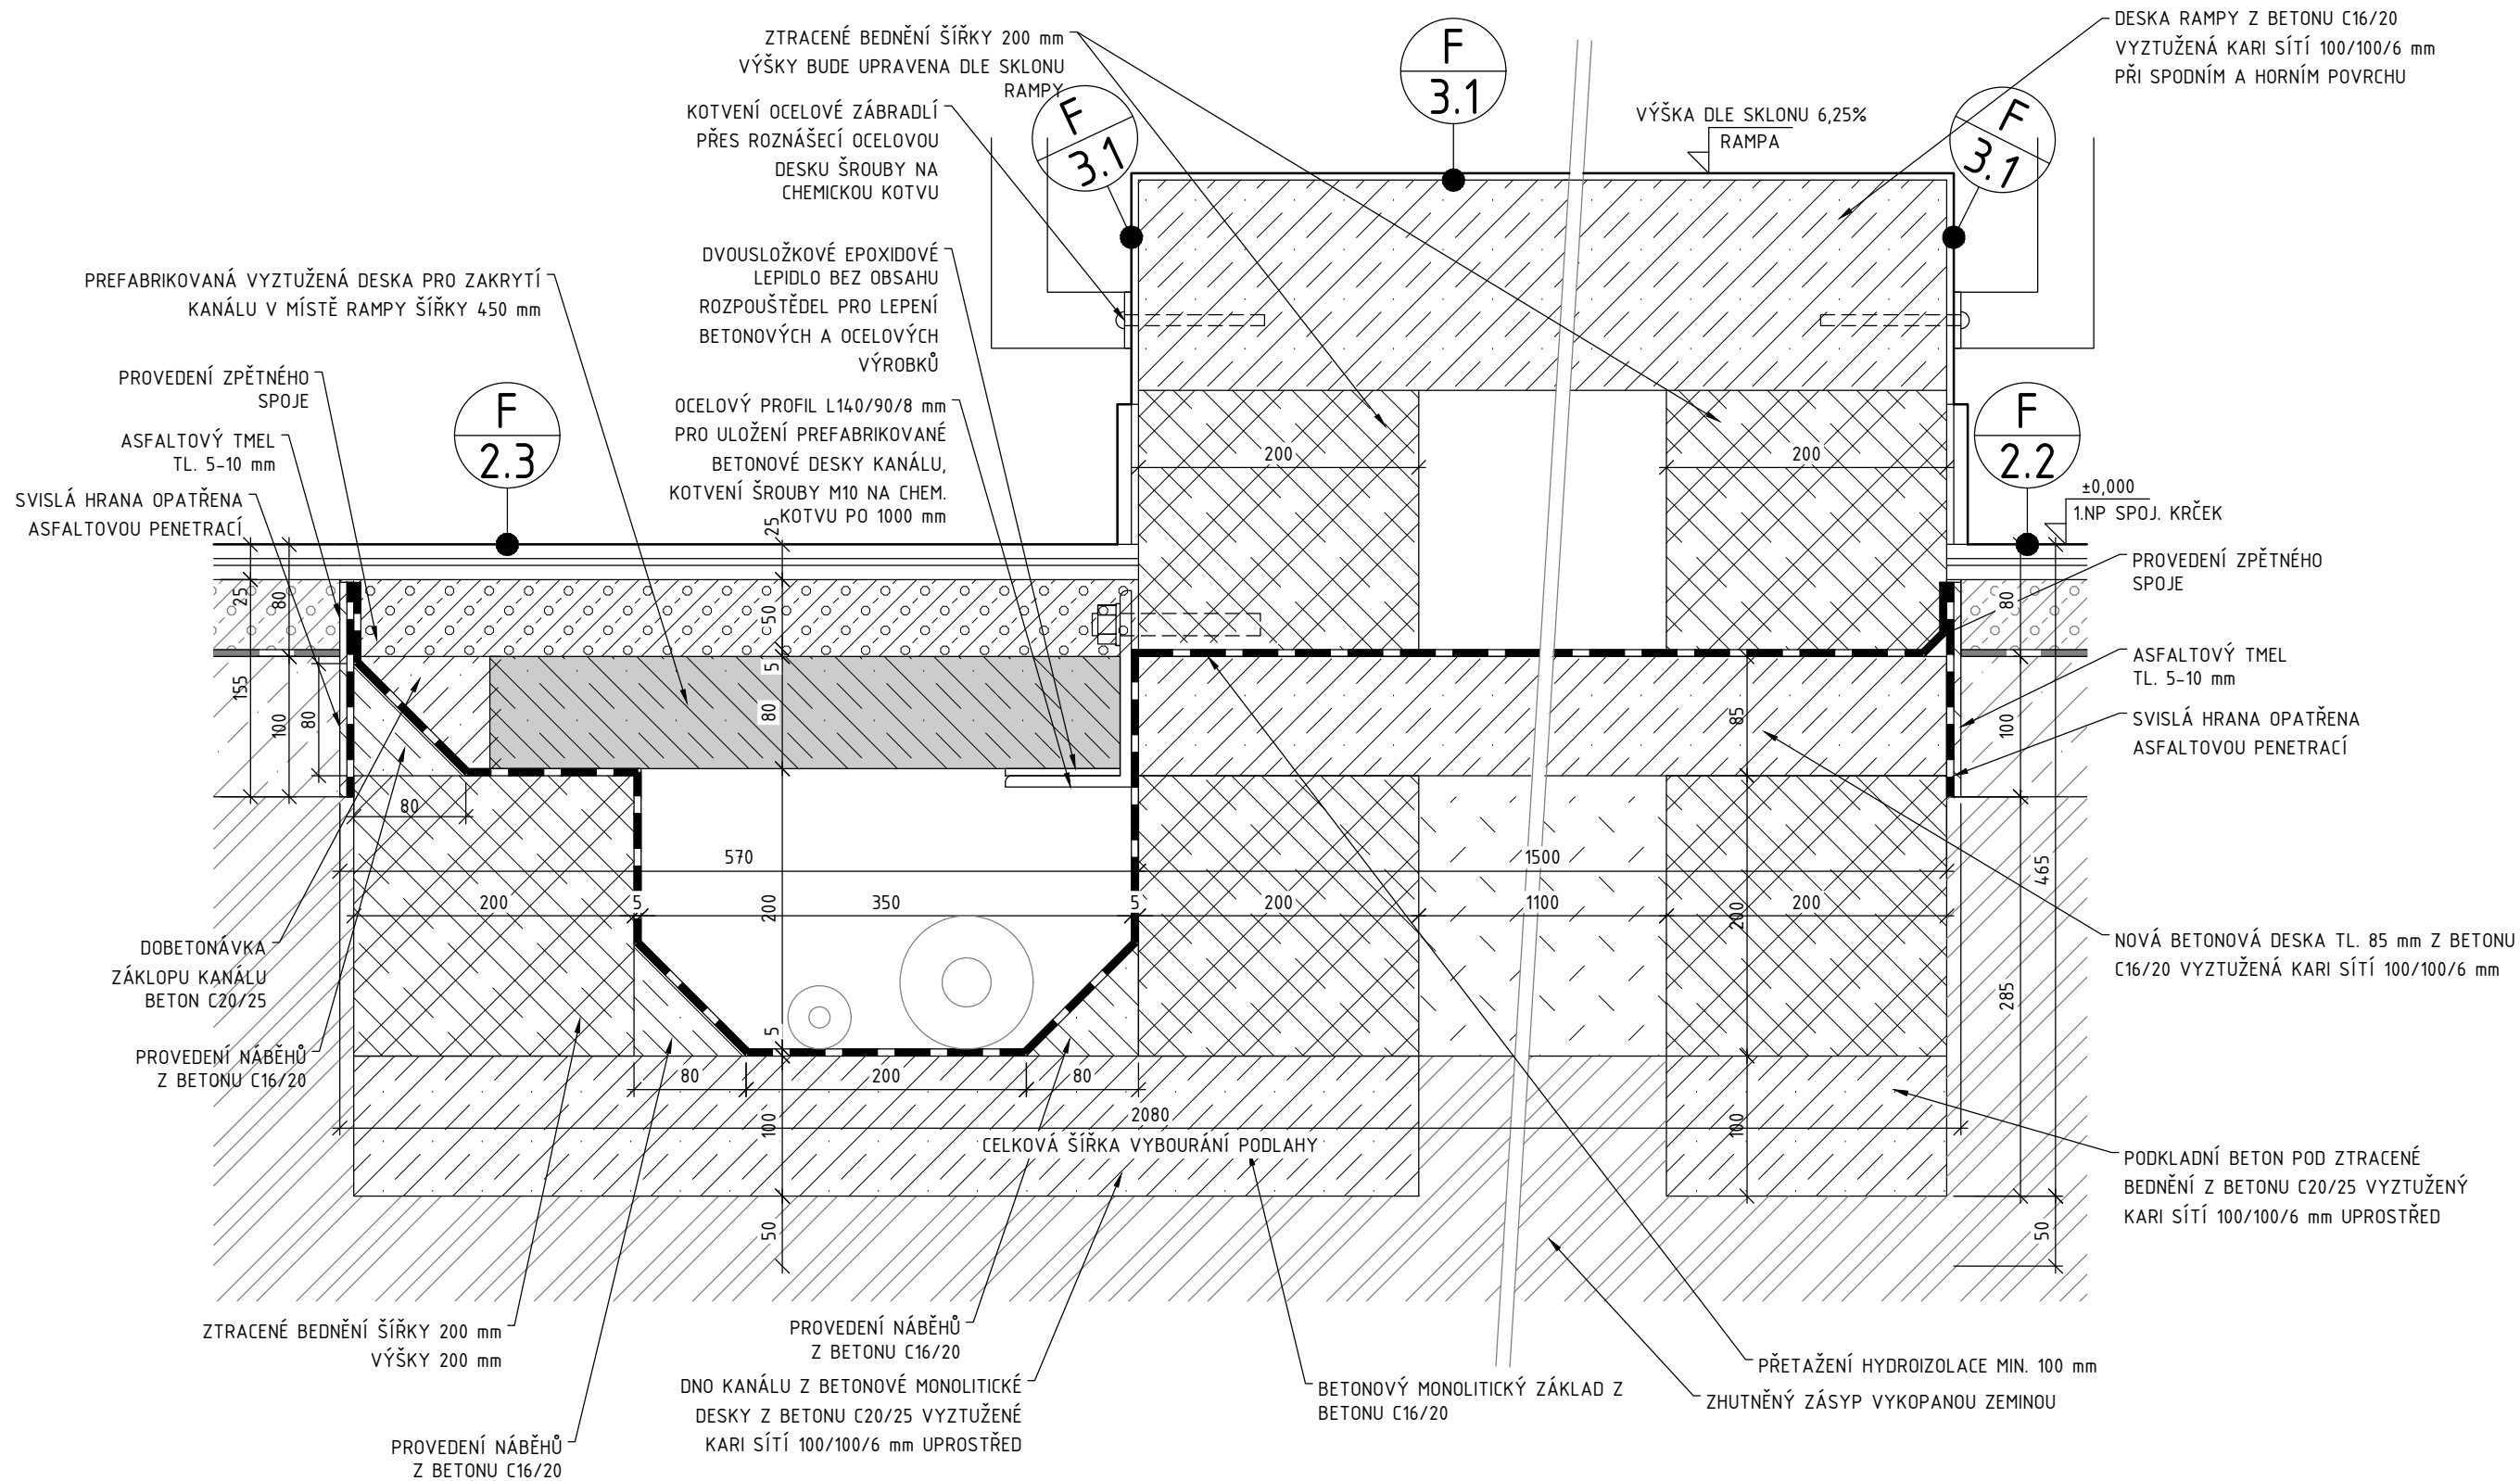 ZTRACENÉ BEDNĚNÍ ŠÍŘKY 200 mm
VÝŠKY BUDE UPRAVENA DLE SKLONU
RAMPY
KOTVENÍ OCELOVÉ ZÁBRADLÍ
PŘES ROZNÁŠECÍ OCELOVOU
DESKU ŠROUBY NA
CHEMICKOU KOTVU
DVOUSLOŽKOVÉ EPOXIDOVÉ
LEPIDLO BEZ OBSAHU
ROZPOUŠTĚDEL PRO LEPENÍ
BETONOVÝCH A OCELOVÝCH
VÝROBKŮ
OCELOVÝ PROFIL L140/90/8 mm
PRO ULOŽENÍ PREFABRIKOVANÉ
BETONOVÉ DESKY KANÁLU,
KOTVENÍ ŠROUBY M10 NA CHEM.
KOTVU PO 1000 mm
F
3.1
F
3.1
F
3.1
VÝŠKA DLE SKLONU 6,25%
RAMPA
DESKA RAMPY Z BETONU C16/20
VYZTUŽENÁ KARI SÍTÍ 100/100/6 mm
PŘI SPODNÍM A HORNÍM POVRCHU
PREFABRIKOVANÁ VYZTUŽENÁ DESKA PRO ZAKRYTÍ
KANÁLU V MÍSTĚ RAMPY ŠÍŘKY 450 mm
PROVEDENÍ ZPĚTNÉHO
SPOJE
ASFALTOVÝ TMEL
TL. 5-10 mm
SVISLÁ HRANA OPATŘENA
ASFALTOVOU PENETRACÍ
F
2.3
F
2.2
±0,000
1.NP SPOJ. KRČEK
PROVEDENÍ ZPĚTNÉHO
SPOJE
ASFALTOVÝ TMEL
TL. 5-10 mm
SVISLÁ HRANA OPATŘENA
ASFALTOVOU PENETRACÍ
200
200
25
80
155
100
80
80
25
50
5
80
200
5
100
50
85
200
100
80
100
285
465
50
570
1500
200
5
350
5
200
1100
200
80
200
80
2080
CELKOVÁ ŠÍŘKA VYBOURÁNÍ PODLAHY
DOBETONÁVKA
ZÁKLOPU KANÁLU
BETON C20/25
PROVEDENÍ NÁBĚHŮ
Z BETONU C16/20
NOVÁ BETONOVÁ DESKA TL. 85 mm Z BETONU
C16/20 VYZTUŽENÁ KARI SÍTÍ 100/100/6 mm
PODKLADNÍ BETON POD ZTRACENÉ
BEDNĚNÍ Z BETONU C20/25 VYZTUŽENÝ
KARI SÍTÍ 100/100/6 mm UPROSTŘED
ZTRACENÉ BEDNĚNÍ ŠÍŘKY 200 mm
VÝŠKY 200 mm
PROVEDENÍ NÁBĚHŮ
Z BETONU C16/20
PROVEDENÍ NÁBĚHŮ
Z BETONU C16/20
DNO KANÁLU Z BETONOVÉ MONOLITICKÉ
DESKY Z BETONU C20/25 VYZTUŽENÉ
KARI SÍTÍ 100/100/6 mm UPROSTŘED
BETONOVÝ MONOLITICKÝ ZÁKLAD Z
BETONU C16/20
PŘETAŽENÍ HYDROIZOLACE MIN. 100 mm
ZHUTNĚNÝ ZÁSYP VYKOPANOU ZEMINOU